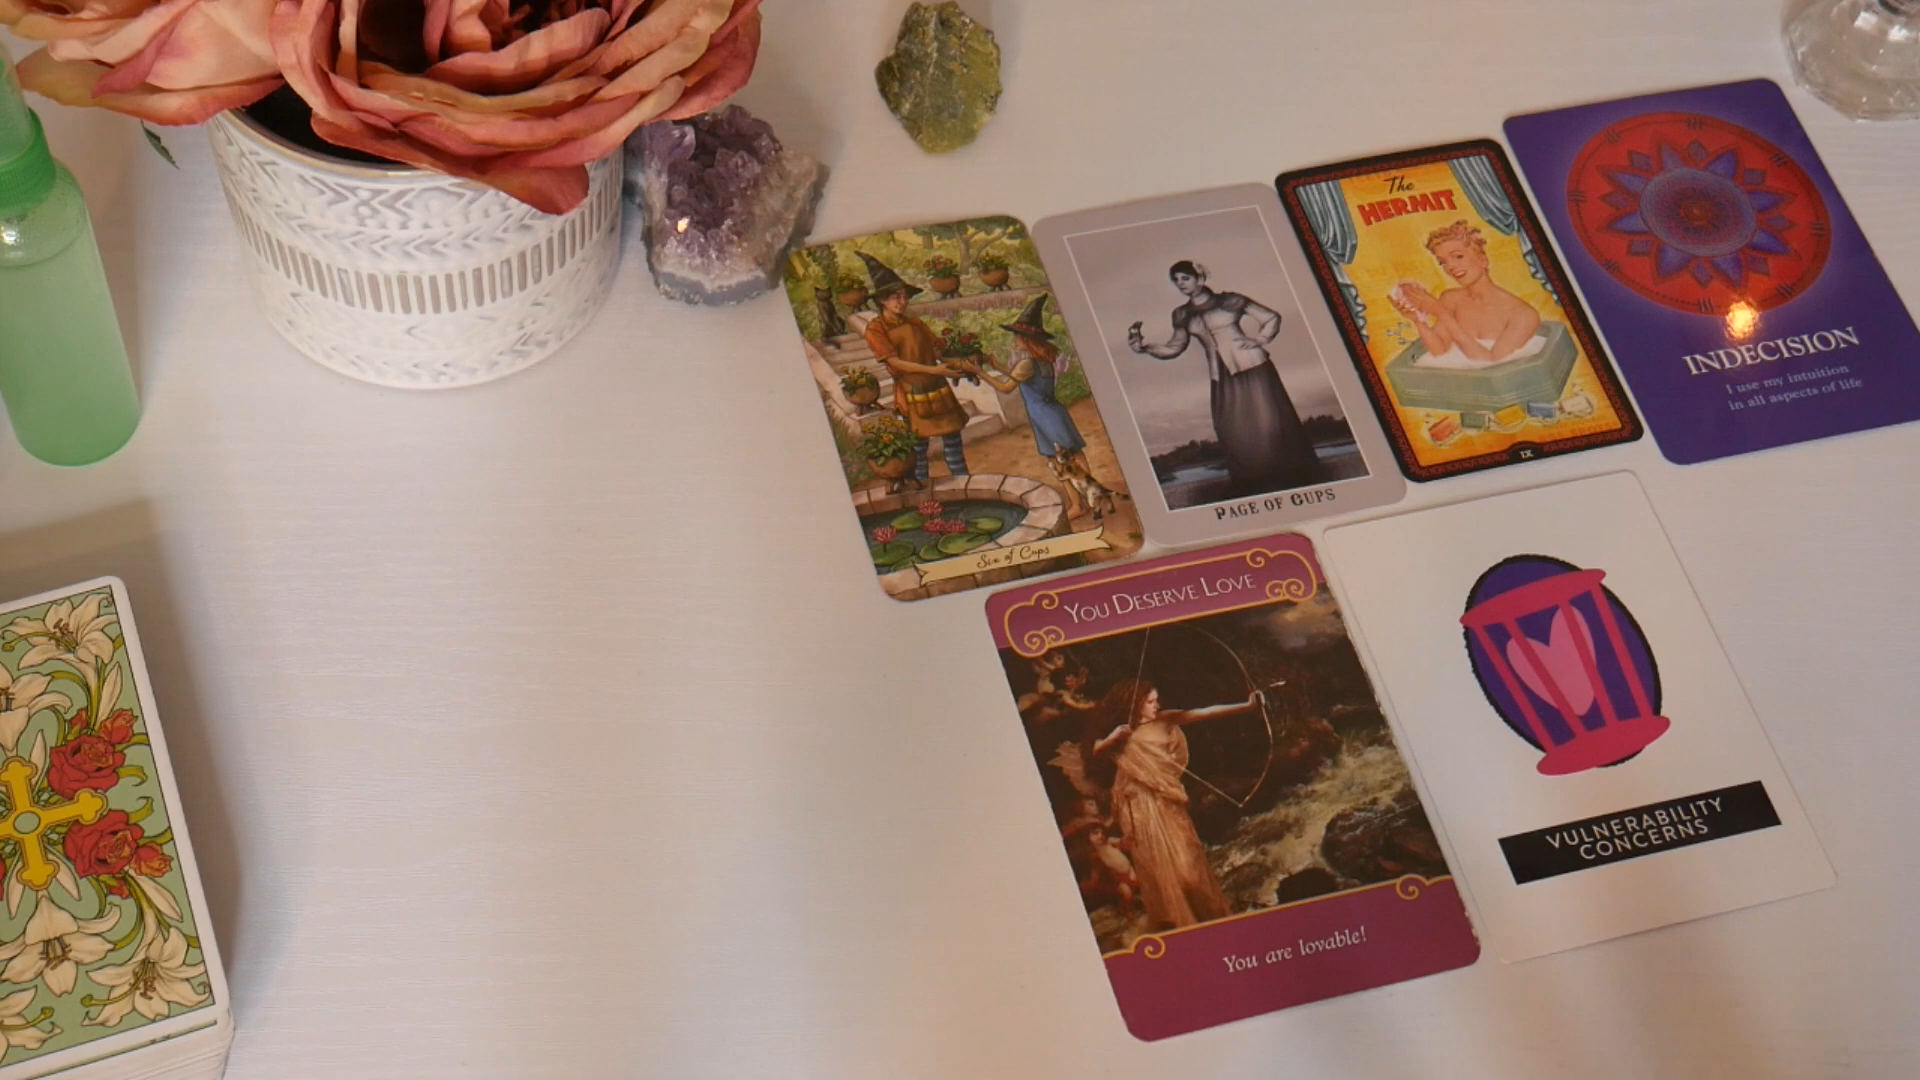 Six of Cups
PAGE OF CUPS
The
HERMIT
IX
INDECISION
I use my intuition
in all aspects of life
YOU DESERVE LOVE
You are lovable!
VULNERABILITY
CONCERNS